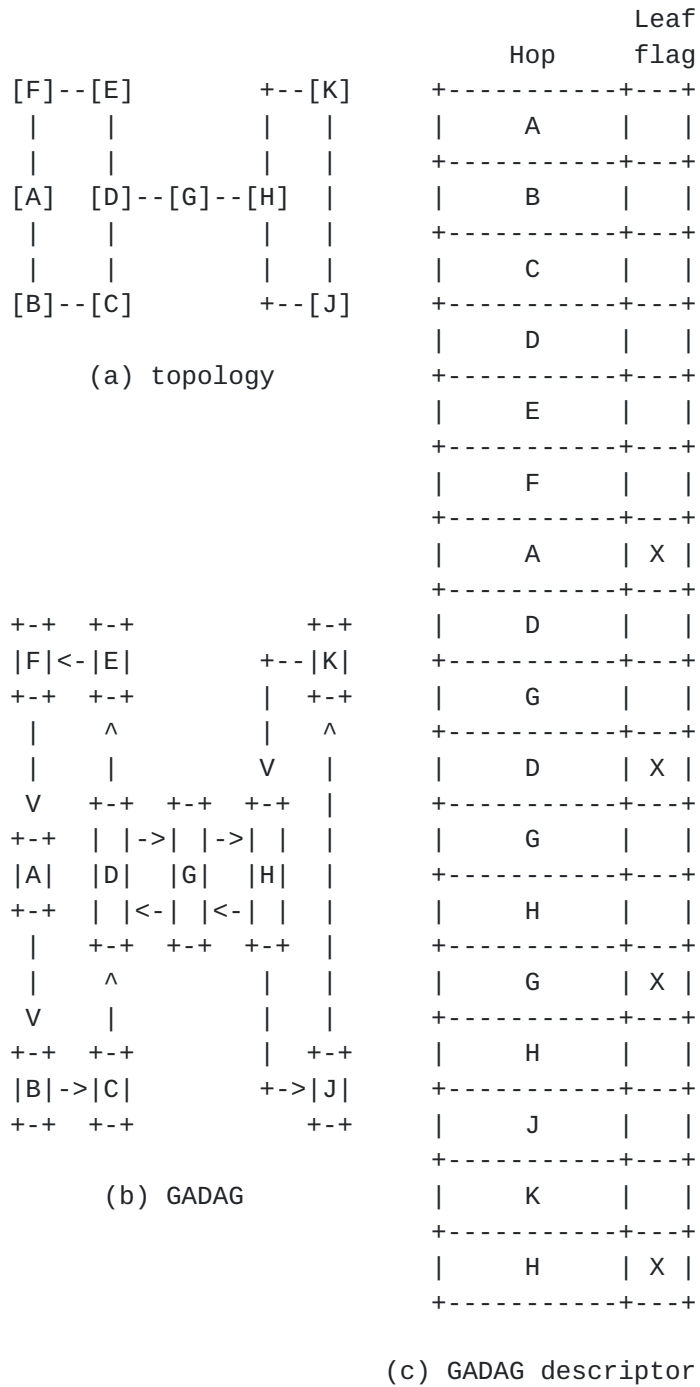 Leaf
                                Hop     flag
[F]--[E]        +--[K]     +-----------+---+
 |    |         |   |      |     A     |   |
 |    |         |   |      +-----------+---+
[A]  [D]--[G]--[H]  |      |     B     |   |
 |    |         |   |      +-----------+---+
 |    |         |   |      |     C     |   |
[B]--[C]        +--[J]     +-----------+---+
                           |     D     |   |
     (a) topology          +-----------+---+
                           |     E     |   |
                           +-----------+---+
                           |     F     |   |
                           +-----------+---+
                           |     A     | X |
                           +-----------+---+
+-+  +-+           +-+     |     D     |   |
|F|<-|E|        +--|K|     +-----------+---+
+-+  +-+        |  +-+     |     G     |   |
 |    ^         |   ^      +-----------+---+
 |    |         V   |      |     D     | X |
 V   +-+  +-+  +-+  |      +-----------+---+
+-+  | |->| |->| |  |      |     G     |   |
|A|  |D|  |G|  |H|  |      +-----------+---+
+-+  | |<-| |<-| |  |      |     H     |   |
 |   +-+  +-+  +-+  |      +-----------+---+
 |    ^         |   |      |     G     | X |
 V    |         |   |      +-----------+---+
+-+  +-+        |  +-+     |     H     |   |
|B|->|C|        +->|J|     +-----------+---+
+-+  +-+           +-+     |     J     |   |
                           +-----------+---+
      (b) GADAG            |     K     |   |
                           +-----------+---+
                           |     H     | X |
                           +-----------+---+
                        (c) GADAG descriptor